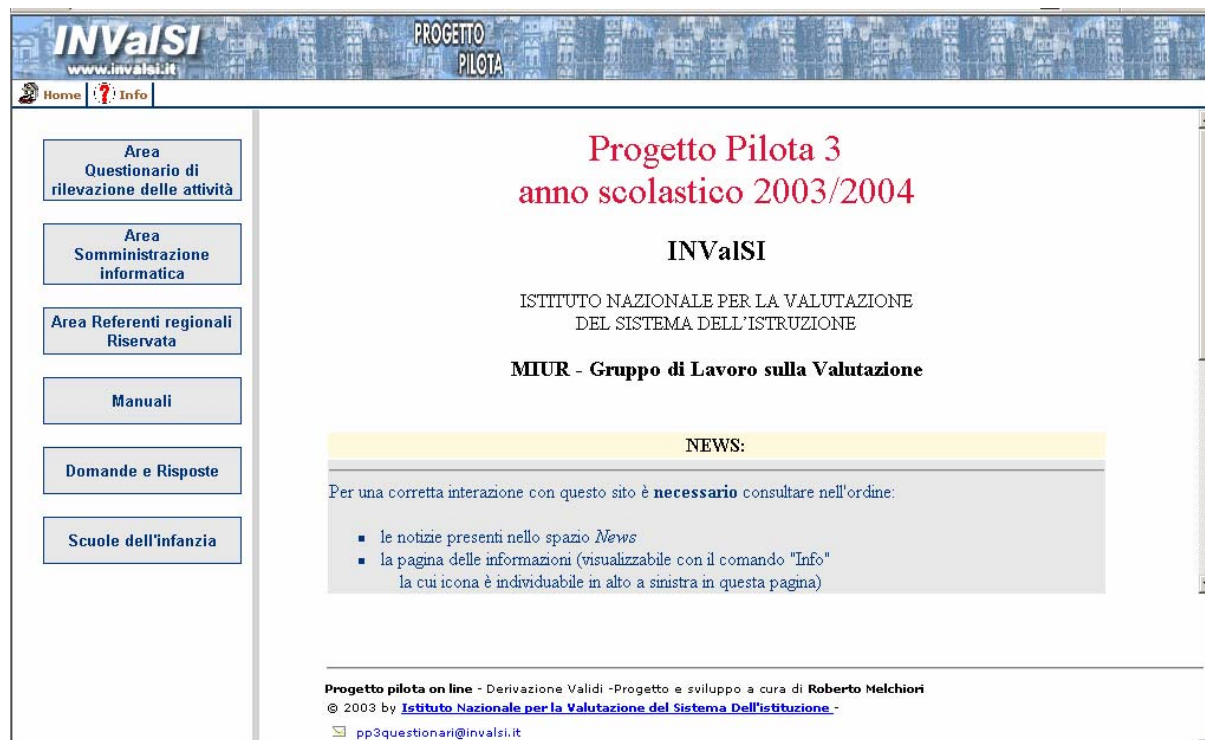 INValSI
www.invalsi.it
PROGETTO
PILOTA
Home
Info
Area
Questionario di
rilevazione delle attività
Area
Somministrazione
informatica
Area Referenti regionali
Riservata
Manuali
Domande e Risposte
Scuole dell'infanzia
Progetto Pilota 3
anno scolastico 2003/2004
INValSI
ISTITUTO NAZIONALE PER LA VALUTAZIONE
DEL SISTEMA DELL'ISTRUZIONE
MIUR - Gruppo di Lavoro sulla Valutazione
NEWS:
Per una corretta interazione con questo sito è necessario consultare nell'ordine:
▪ le notizie presenti nello spazio News
▪ la pagina delle informazioni (visualizzabile con il comando "Info"
la cui icona è individuabile in alto a sinistra in questa pagina)
Progetto pilota on line - Derivazione Validi -Progetto e sviluppo a cura di Roberto Melchiori
© 2003 by Istituto Nazionale per la Valutazione del Sistema Dell'istituzione -
pp3questionari@invalsi.it